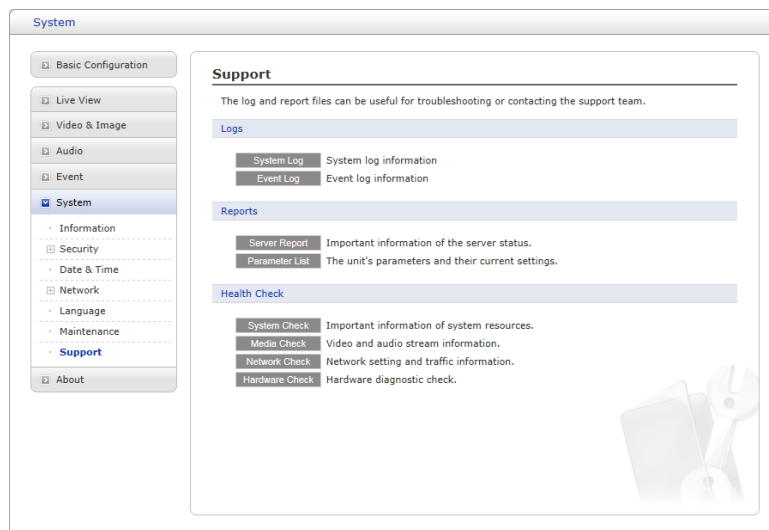 System
Basic Configuration
Live View
Video & Image
Audio
Event
System
Information
Security
Date & Time
Network
Language
Maintenance
Support
About
Support
The log and report files can be useful for troubleshooting or contacting the support team.
Logs
System Log System log information
Event Log Event log information
Reports
Server Report Important information of the server status.
Parameter List The unit's parameters and their current settings.
Health Check
System Check Important information of system resources.
Media Check Video and audio stream information.
Network Check Network setting and traffic information.
Hardware Check Hardware diagnostic check.